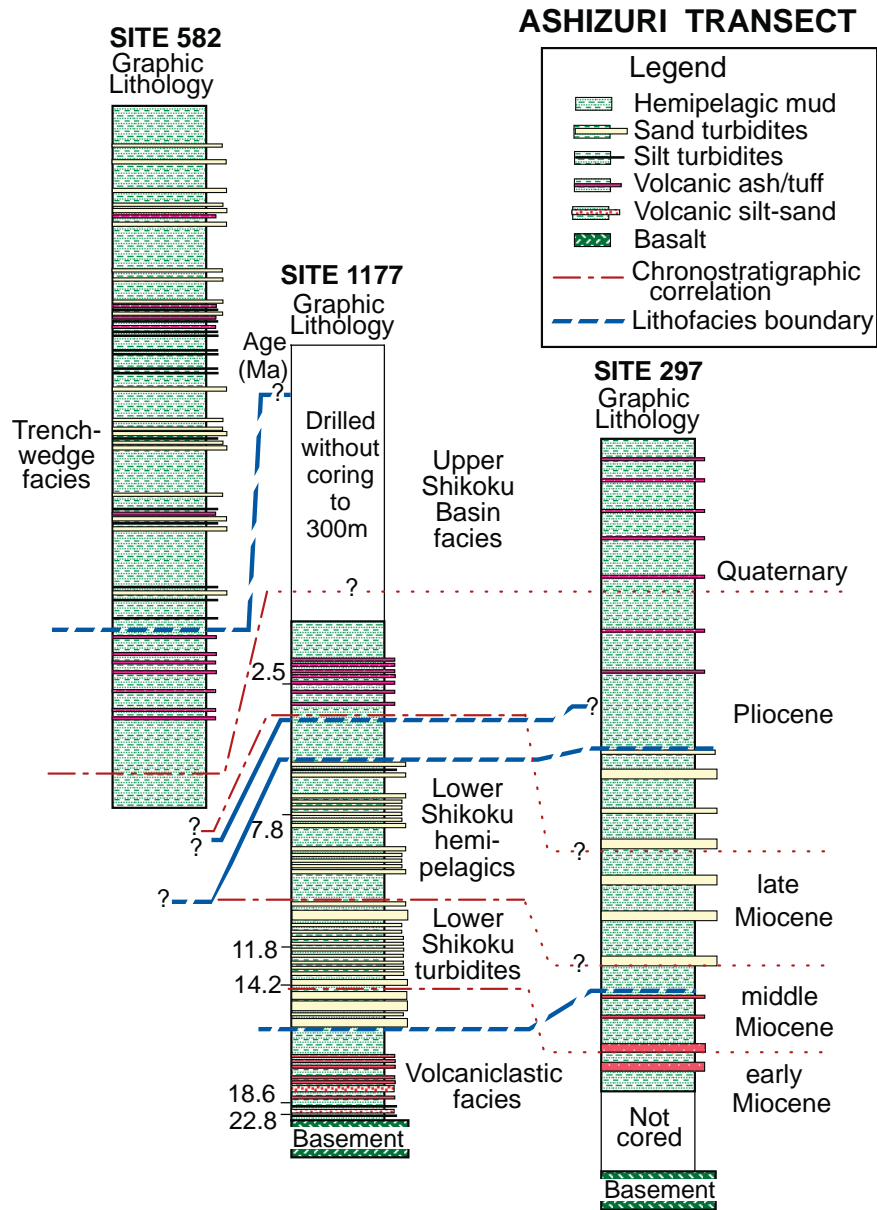 ASHIZURI TRANSECT
SITE 582
Graphic
Lithology
Legend
Hemipelagic mud
Sand turbidites
Silt turbidites
Volcanic ash/tuff
Volcanic silt-sand
Basalt
Chronostratigraphic
correlation
Lithofacies boundary
SITE 1177
Graphic
Lithology
Age
(Ma)
?
Drilled
without
coring
to
300m
?
SITE 297
Graphic
Lithology
Trench-
wedge
facies
Upper
Shikoku
Basin
facies
Quaternary
2.5
?
Pliocene
Lower
Shikoku
hemi-
pelagics
7.8
?
?
?
?
late
Miocene
Lower
Shikoku
turbidites
11.8
14.2
?
middle
Miocene
Volcaniclastic
facies
early
Miocene
18.6
22.8
Basement
Not
cored
Basement